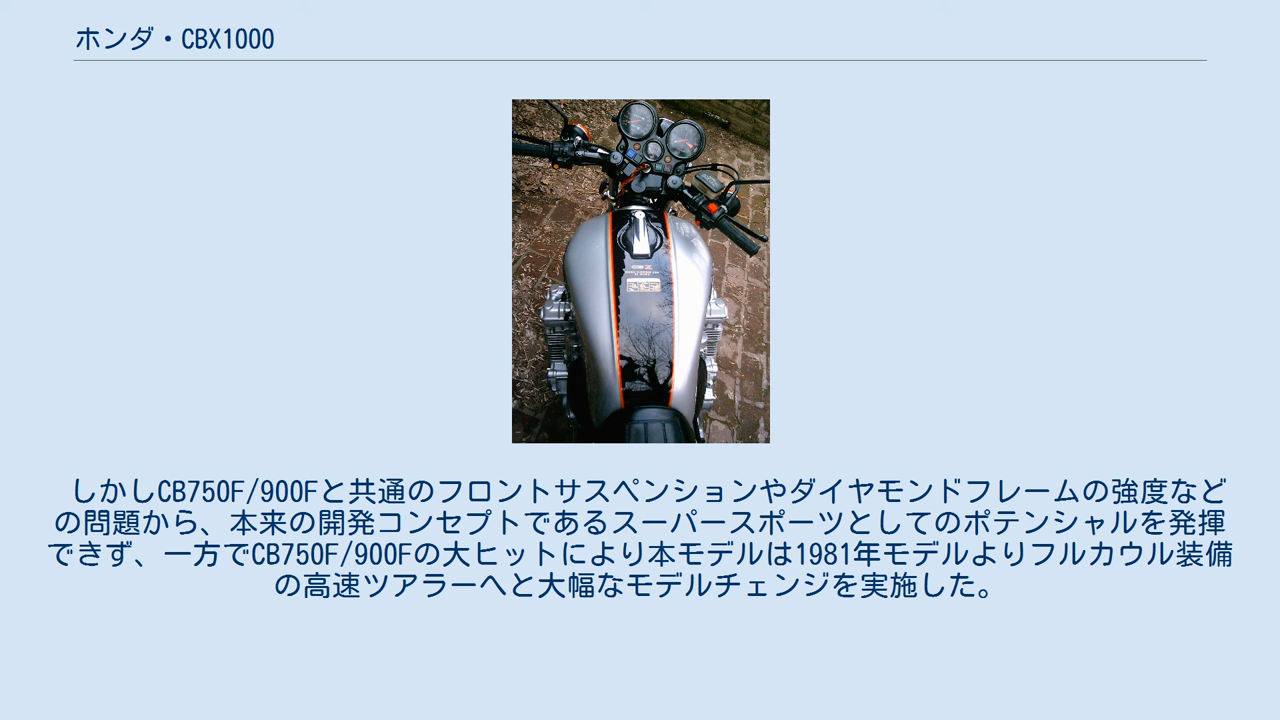 ホンダ・CBX1000
しかしCB750F/900Fと共通のフロントサスペンションやダイヤモンドフレームの強度など
の問題から、本来の開発コンセプトであるスーパースポーツとしてのポテンシャルを発揮
できず、一方でCB750F/900Fの大ヒットにより本モデルは1981年モデルよりフルカウル装備
の高速ツアラーへと大幅なモデルチェンジを実施した。